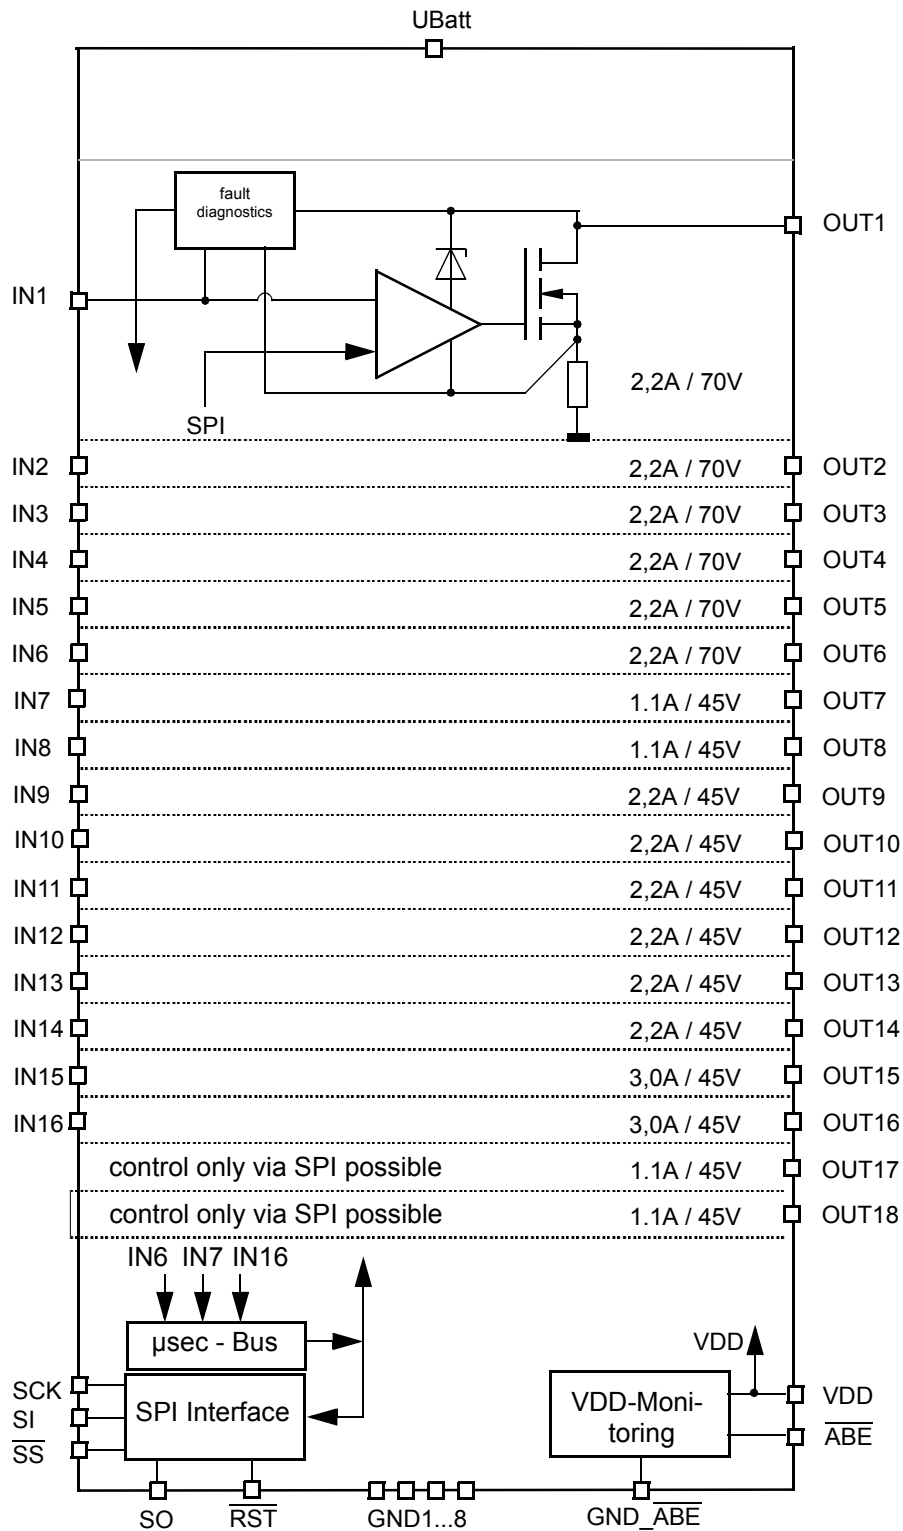 UBatt
fault
diagnostics
OUT1
IN1
2,2A / 70V
SPI
IN2 2,2A / 70V OUT2
IN3 2,2A / 70V OUT3
IN4 2,2A / 70V OUT4
IN5 2,2A / 70V OUT5
IN6 2,2A / 70V OUT6
IN7 1.1A / 45V OUT7
IN8 1.1A / 45V OUT8
IN9 2,2A / 45V OUT9
IN10 2,2A / 45V OUT10
IN11 2,2A / 45V OUT11
IN12 2,2A / 45V OUT12
IN13 2,2A / 45V OUT13
IN14 2,2A / 45V OUT14
IN15 3,0A / 45V OUT15
IN16 3,0A / 45V OUT16
control only via SPI possible 1.1A / 45V OUT17
control only via SPI possible 1.1A / 45V OUT18
IN6 IN7 IN16
µsec - Bus
VDD
SCK
SI
SS
SPI Interface
VDD-Moni-
toring
VDD
ABE
SO RST GND1...8 GND_ABE